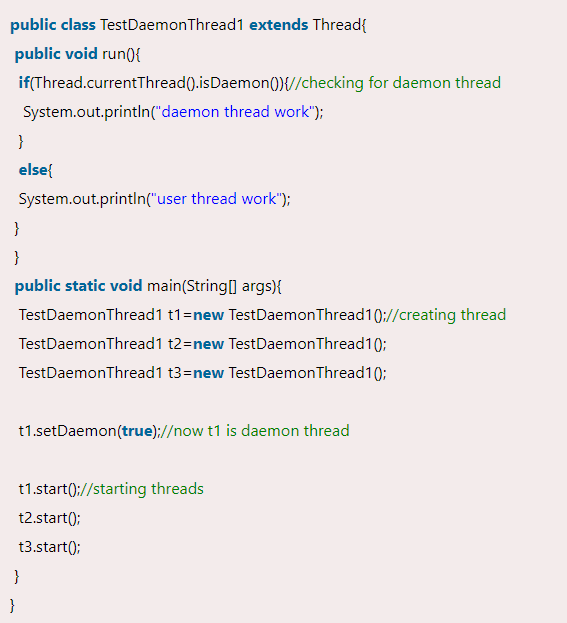 public class TestDaemonThread1 extends Thread{
public void run(){
if(Thread.currentThread().isDaemon()){//checking for daemon thread
System.out.println("daemon thread work");
}
else{
System.out.println("user thread work");
}
}
public static void main(String[] args){
TestDaemonThread1 t1=new TestDaemonThread1();//creating thread
TestDaemonThread1 t2=new TestDaemonThread1();
TestDaemonThread1 t3=new TestDaemonThread1();
t1.setDaemon(true);//now t1 is daemon thread
t1.start();//starting threads
t2.start();
t3.start();
}
}